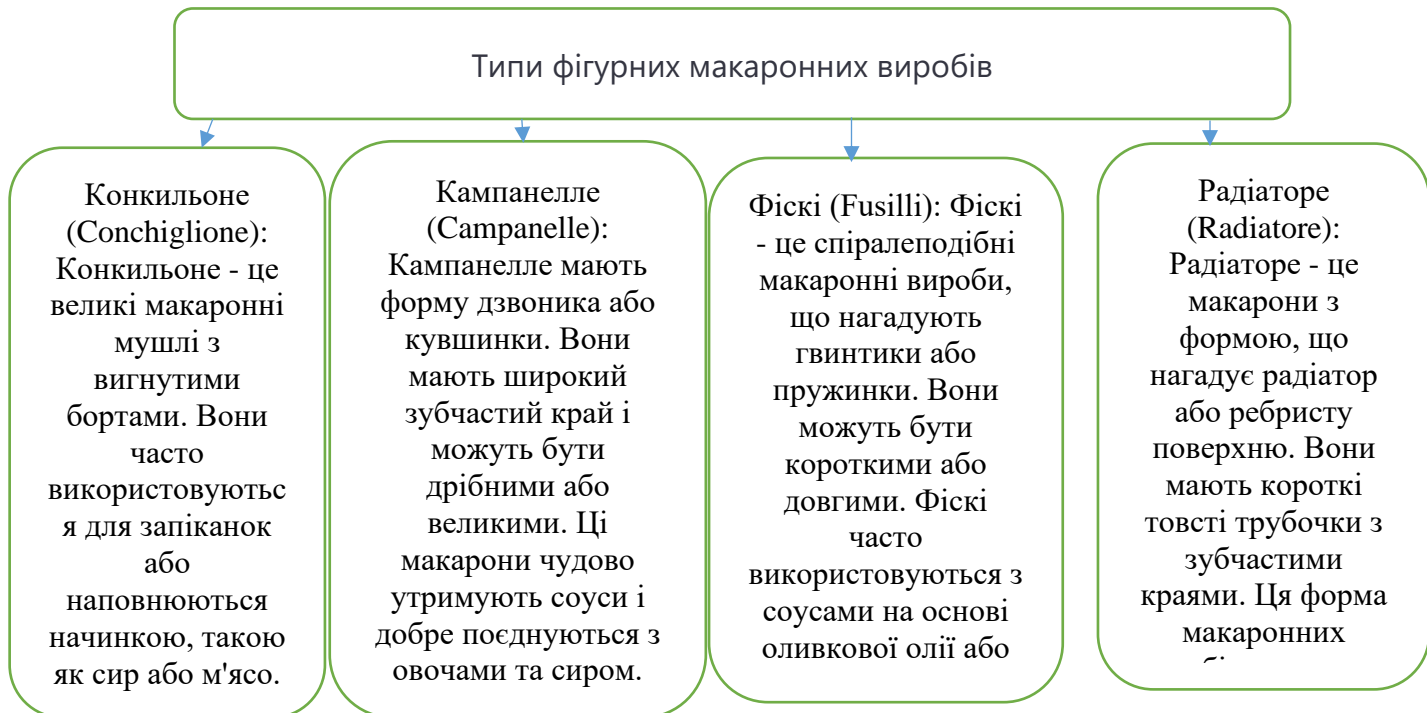 Типи фігурних макаронних виробів
Конкильоне
(Conchiglione):
Конкильоне - це
великі макаронні
мушлі з
вигнутими
бортами. Вони
часто
використовуютьс
я для запіканок
або
наповнюються
начинкою, такою
як сир або м'ясо.
Кампанелле
(Campanelle):
Кампанелле мають
форму дзвоника або
кувшинки. Вони
мають широкий
зубчастий край і
можуть бути
дрібними або
великими. Ці
макарони чудово
утримують соуси і
добре поєднуються з
овочами та сиром.
Фіскі (Fusilli): Фіскі
- це спіралеподібні
макаронні вироби,
що нагадують
гвинтики або
пружинки. Вони
можуть бути
короткими або
довгими. Фіскі
часто
використовуються з
соусами на основі
оливкової олії або
Радіаторе
(Radiatore):
Радіаторе - це
макарони з
формою, що
нагадує радіатор
або ребристу
поверхню. Вони
мають короткі
товсті трубочки з
зубчастими
краями. Ця форма
макаронних